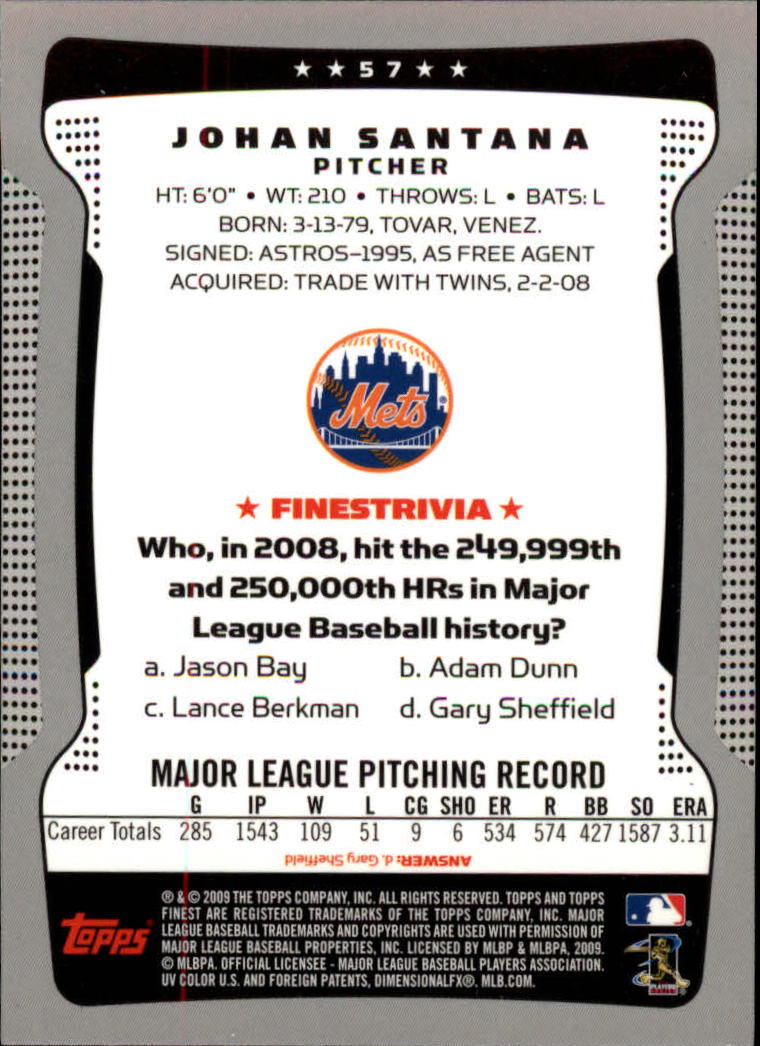 ★ ★ 57 ★ ★
JOHAN SANTANA
PITCHER
HT: 6'0" • WT: 210 • THROWS: L • BATS: L
BORN: 3-13-79, TOVAR, VENEZ.
SIGNED: ASTROS–1995, AS FREE AGENT
ACQUIRED: TRADE WITH TWINS, 2-2-08
Mets®
★ FINESTRIVIA ★
Who, in 2008, hit the 249,999th
and 250,000th HRs in Major
League Baseball history?
a. Jason Bay b. Adam Dunn
c. Lance Berkman d. Gary Sheffield
MAJOR LEAGUE PITCHING RECORD
G IP W L CG SHO ER R BB SO ERA
Career Totals 285 1543 109 51 9 6 534 574 427 1587 3.11
ANSWER: d. Gary Sheffield
topps®
® & © 2009 THE TOPPS COMPANY, INC. ALL RIGHTS RESERVED. TOPPS AND TOPPS
FINEST ARE REGISTERED TRADEMARKS OF THE TOPPS COMPANY, INC. MAJOR
LEAGUE BASEBALL TRADEMARKS AND COPYRIGHTS ARE USED WITH PERMISSION OF
MAJOR LEAGUE BASEBALL PROPERTIES, INC. LICENSED BY MLBP & MLBPA, 2009.
© MLBPA. OFFICIAL LICENSEE - MAJOR LEAGUE BASEBALL PLAYERS ASSOCIATION.
UV COLOR U.S. AND FOREIGN PATENTS, DIMENSIONALFX®. MLB.COM.
PLAYERS